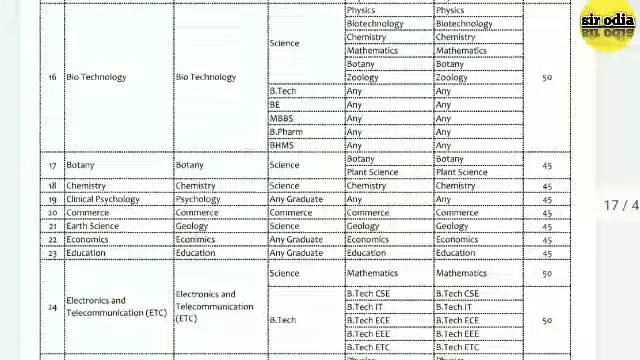 sir odia
Physics Physics
Biotechnology Biotechnology
Science Chemistry Chemistry
Mathematics Mathematics
Botany Botany
16 Bio Technology Bio Technology Zoology Zoology 50
B.Tech Any Any
BE Any Any
MBBS Any Any
B.Pharm Any Any
BHMS Any Any
17 Botany Botany Science Botany Botany 45
Plant Science Plant Science
18 Chemistry Chemistry Science Chemistry Chemistry 45
19 Clinical Psychology Psychology Any Graduate Any Any 45
20 Commerce Commerce Commerce Commerce Commerce 45
17 / 4
21 Earth Science Geology Science Geology Geology 45
22 Economics Econimics Any Graduate Economics Economics 45
23 Education Education Any Graduate Education Education 45
Science Mathematics Mathematics 50
24 Electronics and Telecommunication (ETC) Electronics and Telecommunication (ETC) B.Tech B.Tech CSE B.Tech CSE 50
B.Tech IT B.Tech IT
B.Tech ECE B.Tech ECE
B.Tech EEE B.Tech EEE
B.Tech ETC B.Tech ETC